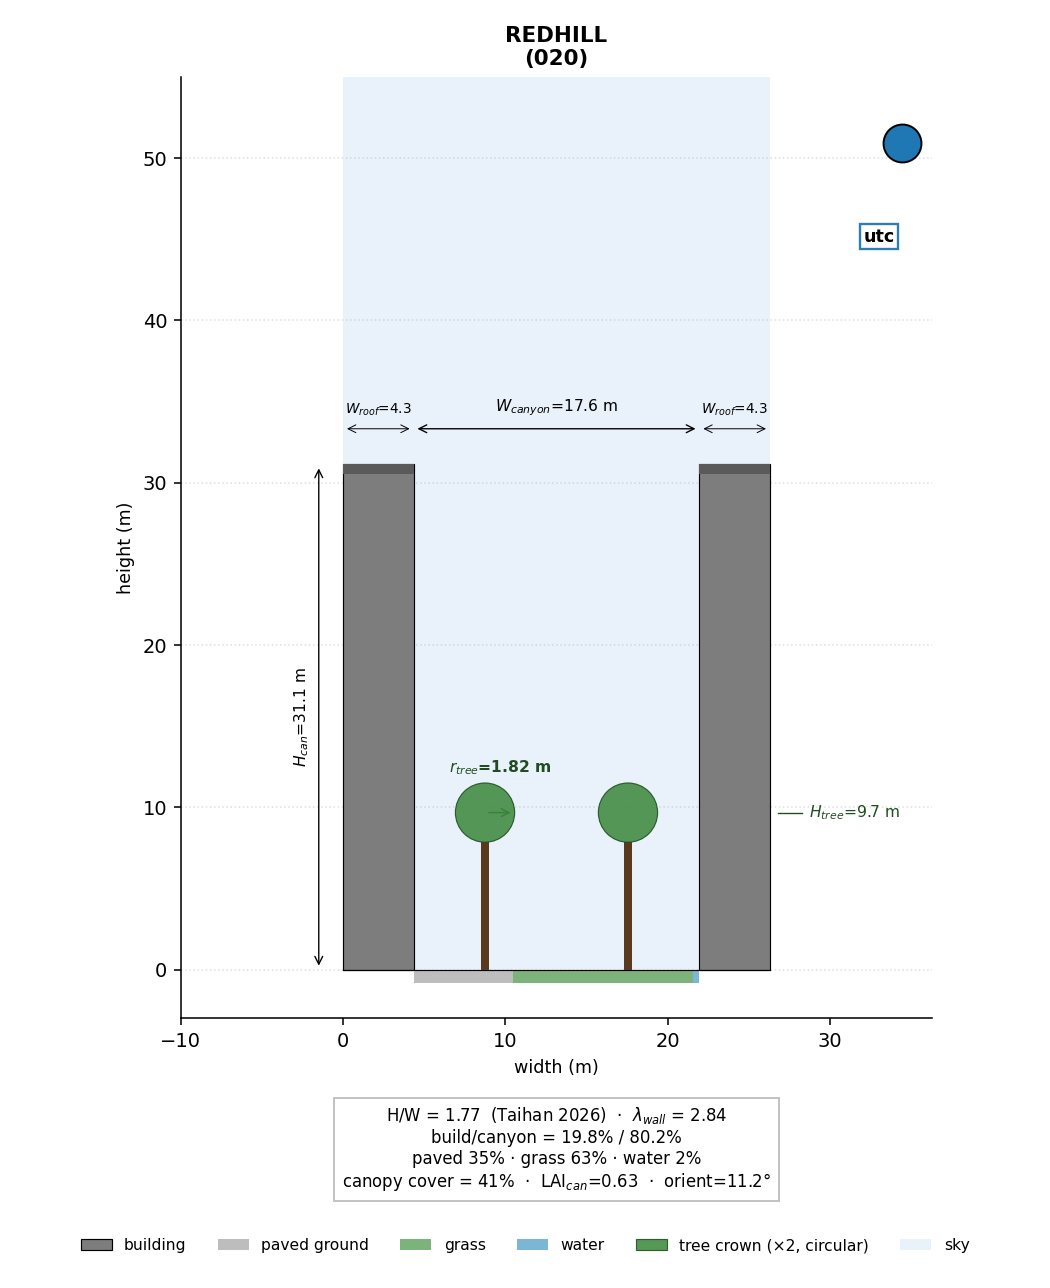 REDHILL
(020)
50
utc
40
W_roof=4.3
W_canyon=17.6 m
W_roof=4.3
30
height (m)
20
H_can=31.1 m
r_tree=1.82 m
10
H_tree=9.7 m
0
−10 0 10 20 30
width (m)
H/W = 1.77 (Taihan 2026) · λ_wall = 2.84
build/canyon = 19.8% / 80.2%
paved 35% · grass 63% · water 2%
canopy cover = 41% · LAI_can=0.63 · orient=11.2°
building paved ground grass water tree crown (×2, circular) sky